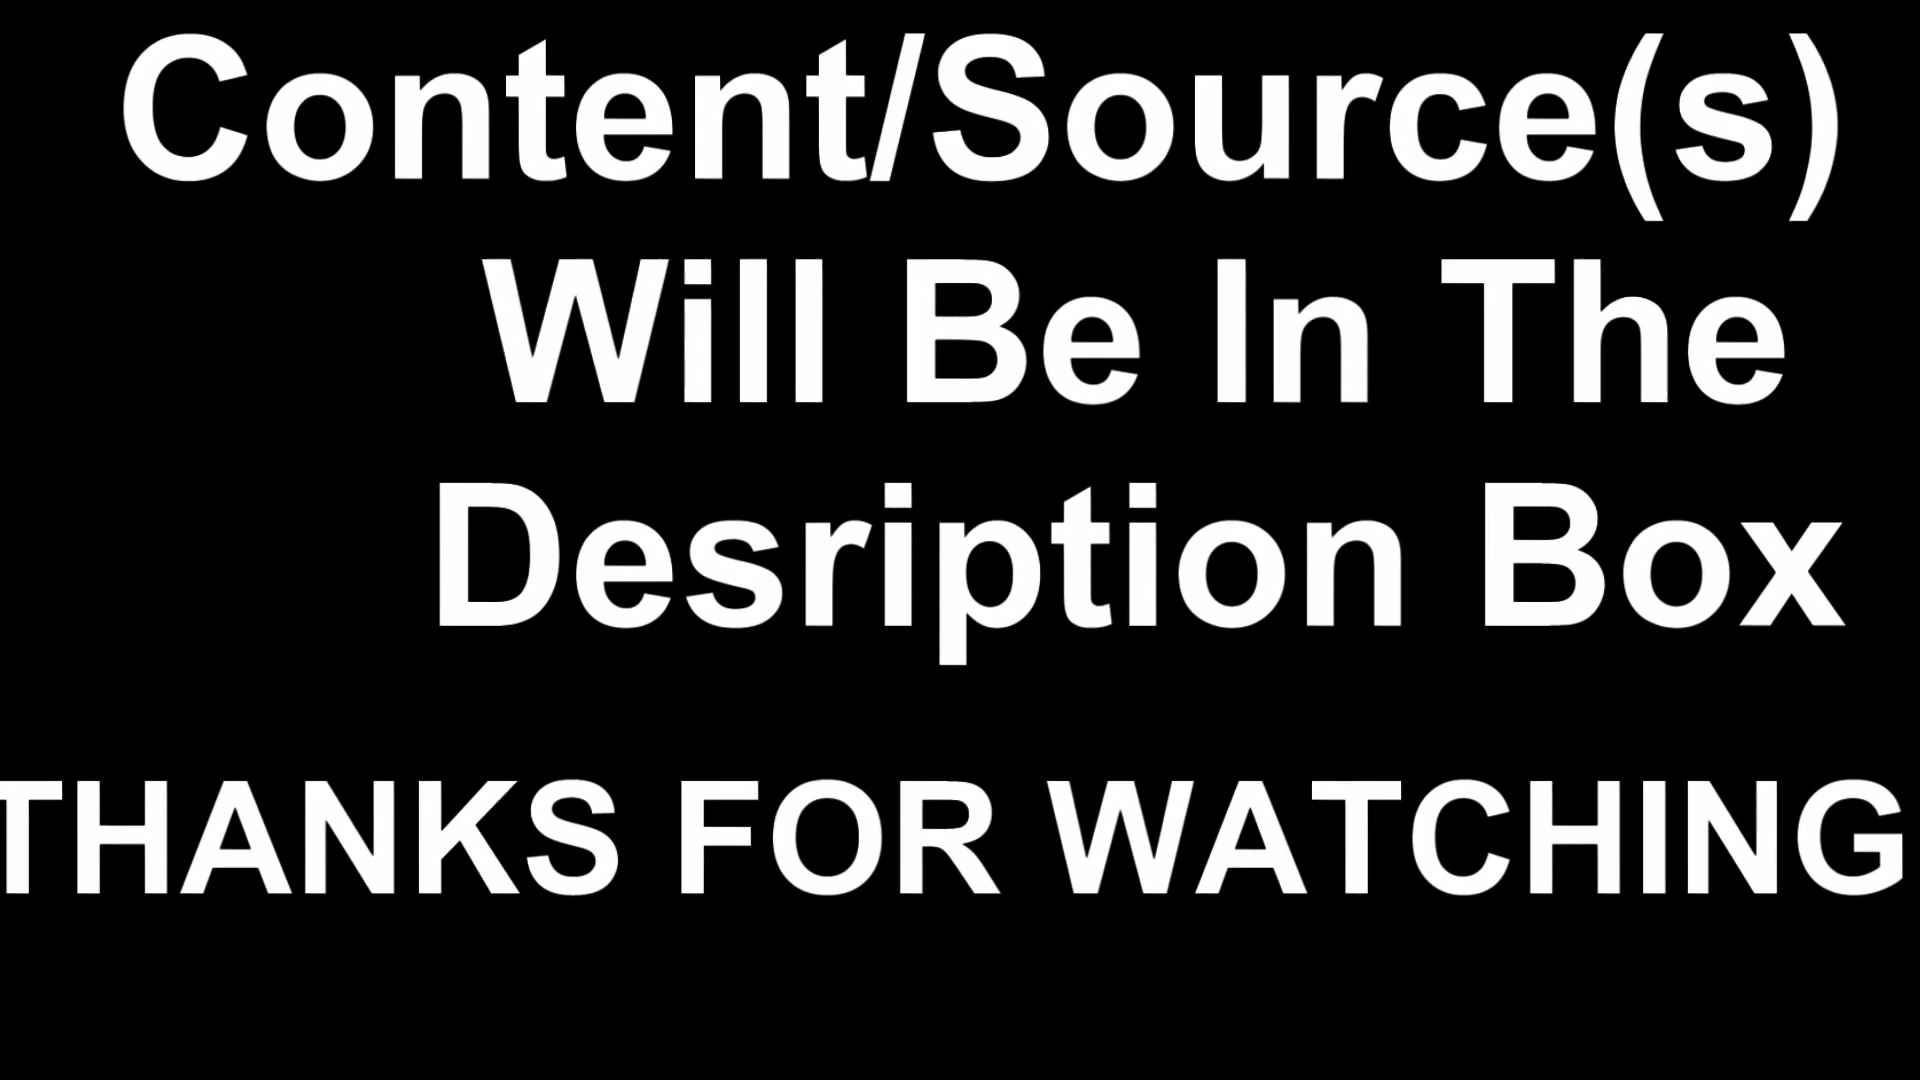 Content/Source(s)
Will Be In The
Desription Box
THANKS FOR WATCHING